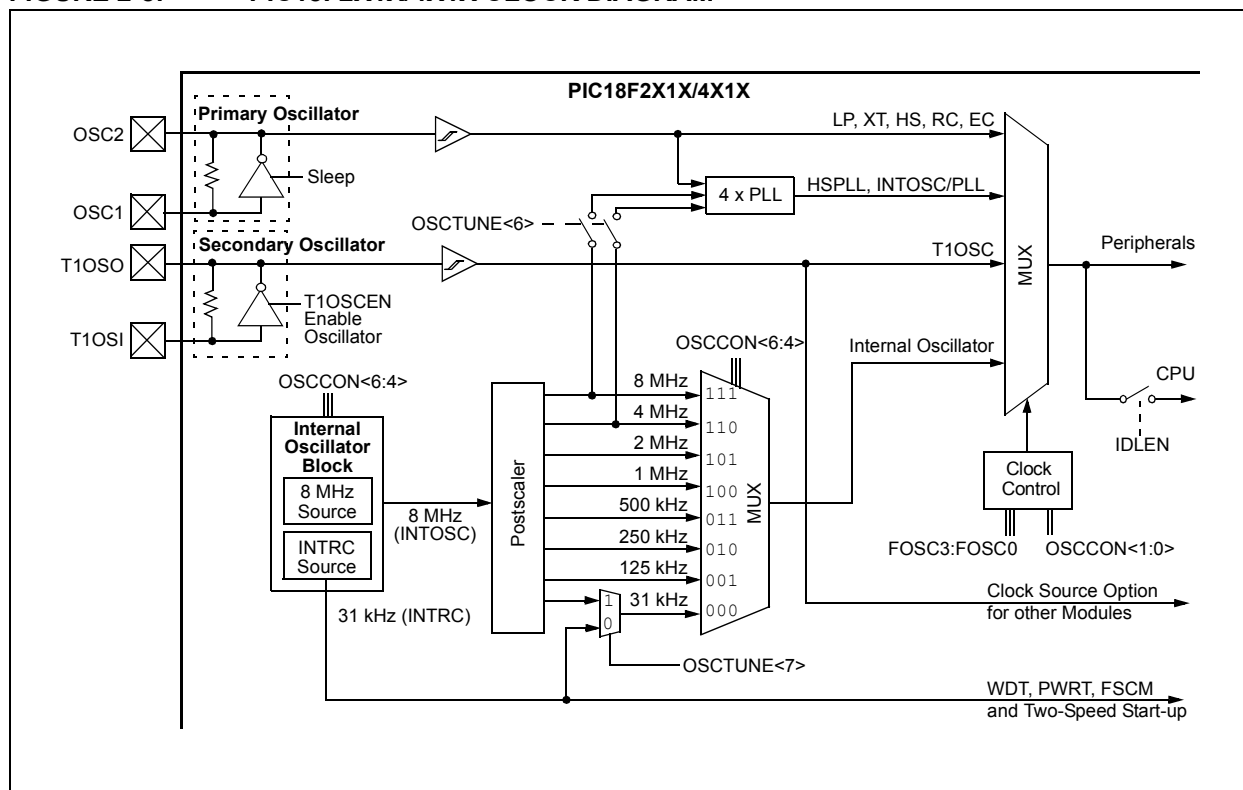 PIC18F2X1X/4X1X
Primary Oscillator
OSC2
LP, XT, HS, RC, EC
Sleep
4 x PLL
HSPLL, INTOSC/PLL
OSC1
OSCTUNE<6>
Secondary Oscillator
T1OSO
T1OSC
Peripherals
MUX
T1OSCEN
Enable
Oscillator
T1OSI
OSCCON<6:4>
Internal Oscillator
OSCCON<6:4>
CPU
IDLEN
Internal
Oscillator
Block
8 MHz
Source
INTRC
Source
8 MHz
(INTOSC)
31 kHz (INTRC)
Postscaler
8 MHz
111
4 MHz
110
2 MHz
101
1 MHz
100
500 kHz
011
250 kHz
010
125 kHz
001
1
0
31 kHz
000
MUX
OSCTUNE<7>
Clock
Control
FOSC3:FOSC0
OSCCON<1:0>
Clock Source Option
for other Modules
WDT, PWRT, FSCM
and Two-Speed Start-up